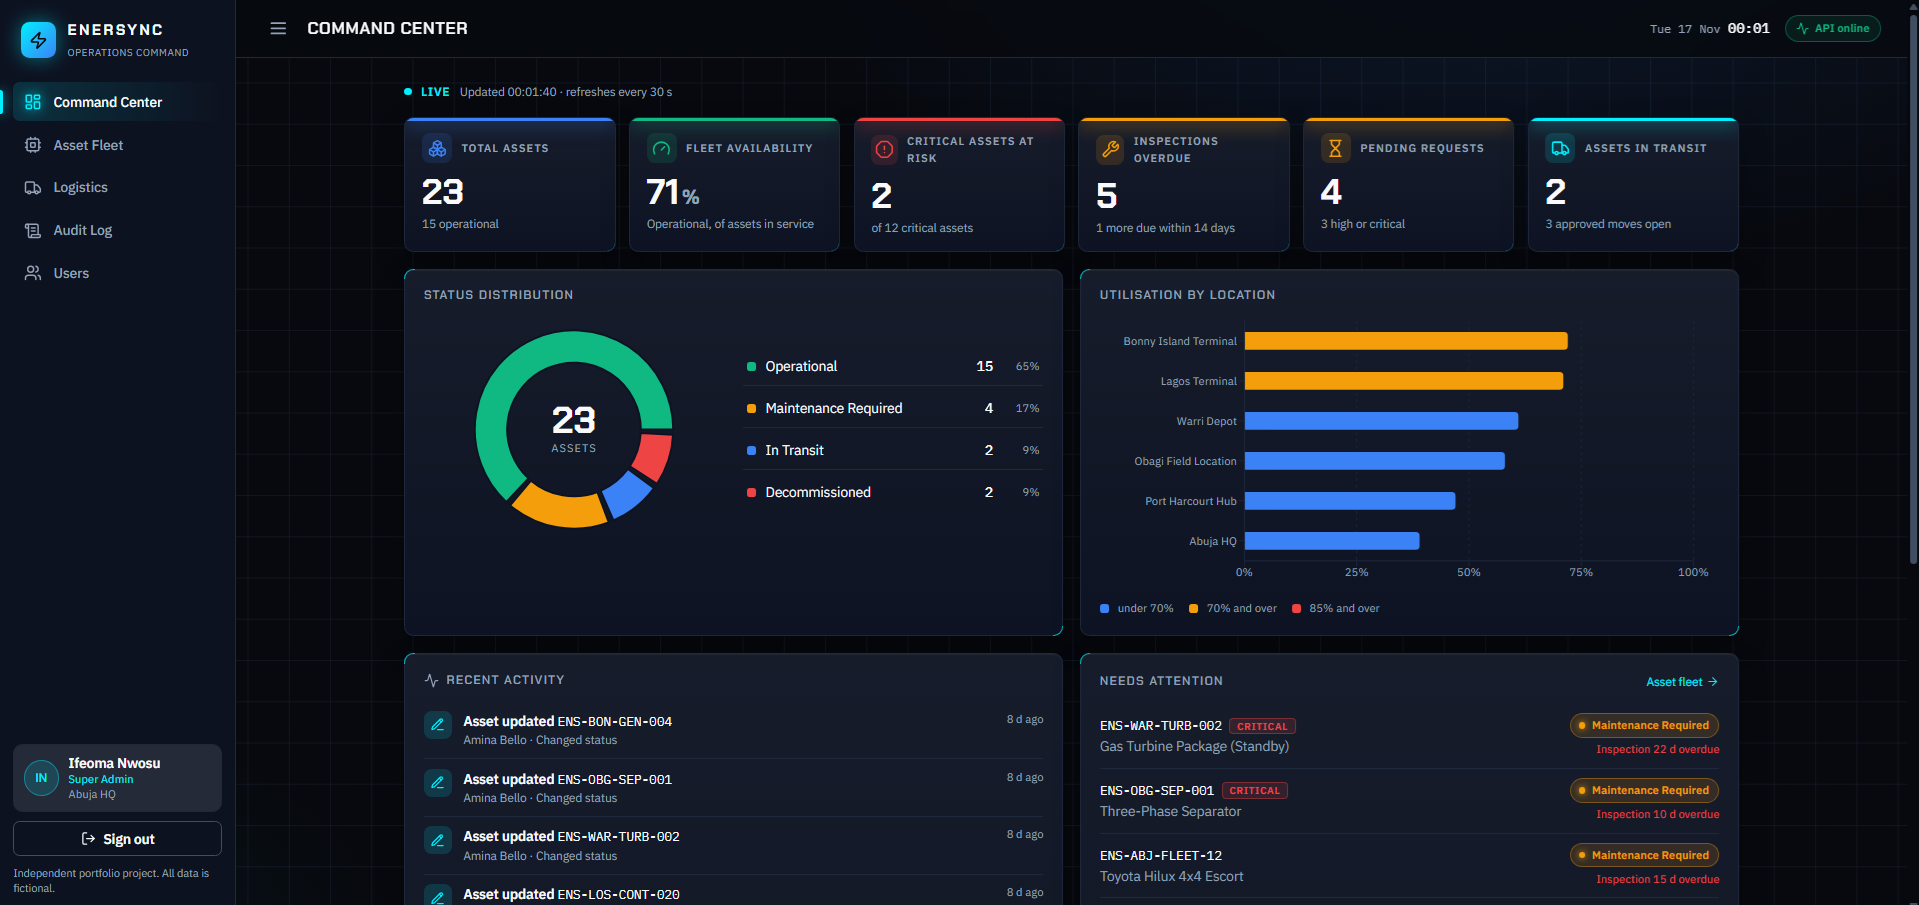 ENERSYNC
OPERATIONS COMMAND
Command Center
Asset Fleet
Logistics
Audit Log
Users
IN
Ifeoma Nwosu
Super Admin
Abuja HQ
Sign out
Independent portfolio project. All data is
fictional.
COMMAND CENTER
Tue 17 Nov 00:01
API online
LIVE Updated 00:01:40 · refreshes every 30 s
TOTAL ASSETS
23
15 operational
FLEET AVAILABILITY
71%
Operational, of assets in service
CRITICAL ASSETS AT
RISK
2
of 12 critical assets
INSPECTIONS
OVERDUE
5
1 more due within 14 days
PENDING REQUESTS
4
3 high or critical
ASSETS IN TRANSIT
2
3 approved moves open
STATUS DISTRIBUTION
23
ASSETS
Operational 15 65%
Maintenance Required 4 17%
In Transit 2 9%
Decommissioned 2 9%
UTILISATION BY LOCATION
Bonny Island Terminal
Lagos Terminal
Warri Depot
Obagi Field Location
Port Harcourt Hub
Abuja HQ
0% 25% 50% 75% 100%
under 70% 70% and over 85% and over
RECENT ACTIVITY
Asset updated ENS-BON-GEN-004 8 d ago
Amina Bello · Changed status
Asset updated ENS-OBG-SEP-001 8 d ago
Amina Bello · Changed status
Asset updated ENS-WAR-TURB-002 8 d ago
Amina Bello · Changed status
Asset updated ENS-LOS-CONT-020 8 d ago
NEEDS ATTENTION
Asset fleet →
ENS-WAR-TURB-002 CRITICAL Maintenance Required
Gas Turbine Package (Standby) Inspection 22 d overdue
ENS-OBG-SEP-001 CRITICAL Maintenance Required
Three-Phase Separator Inspection 10 d overdue
ENS-ABJ-FLEET-12 Maintenance Required
Toyota Hilux 4x4 Escort Inspection 15 d overdue